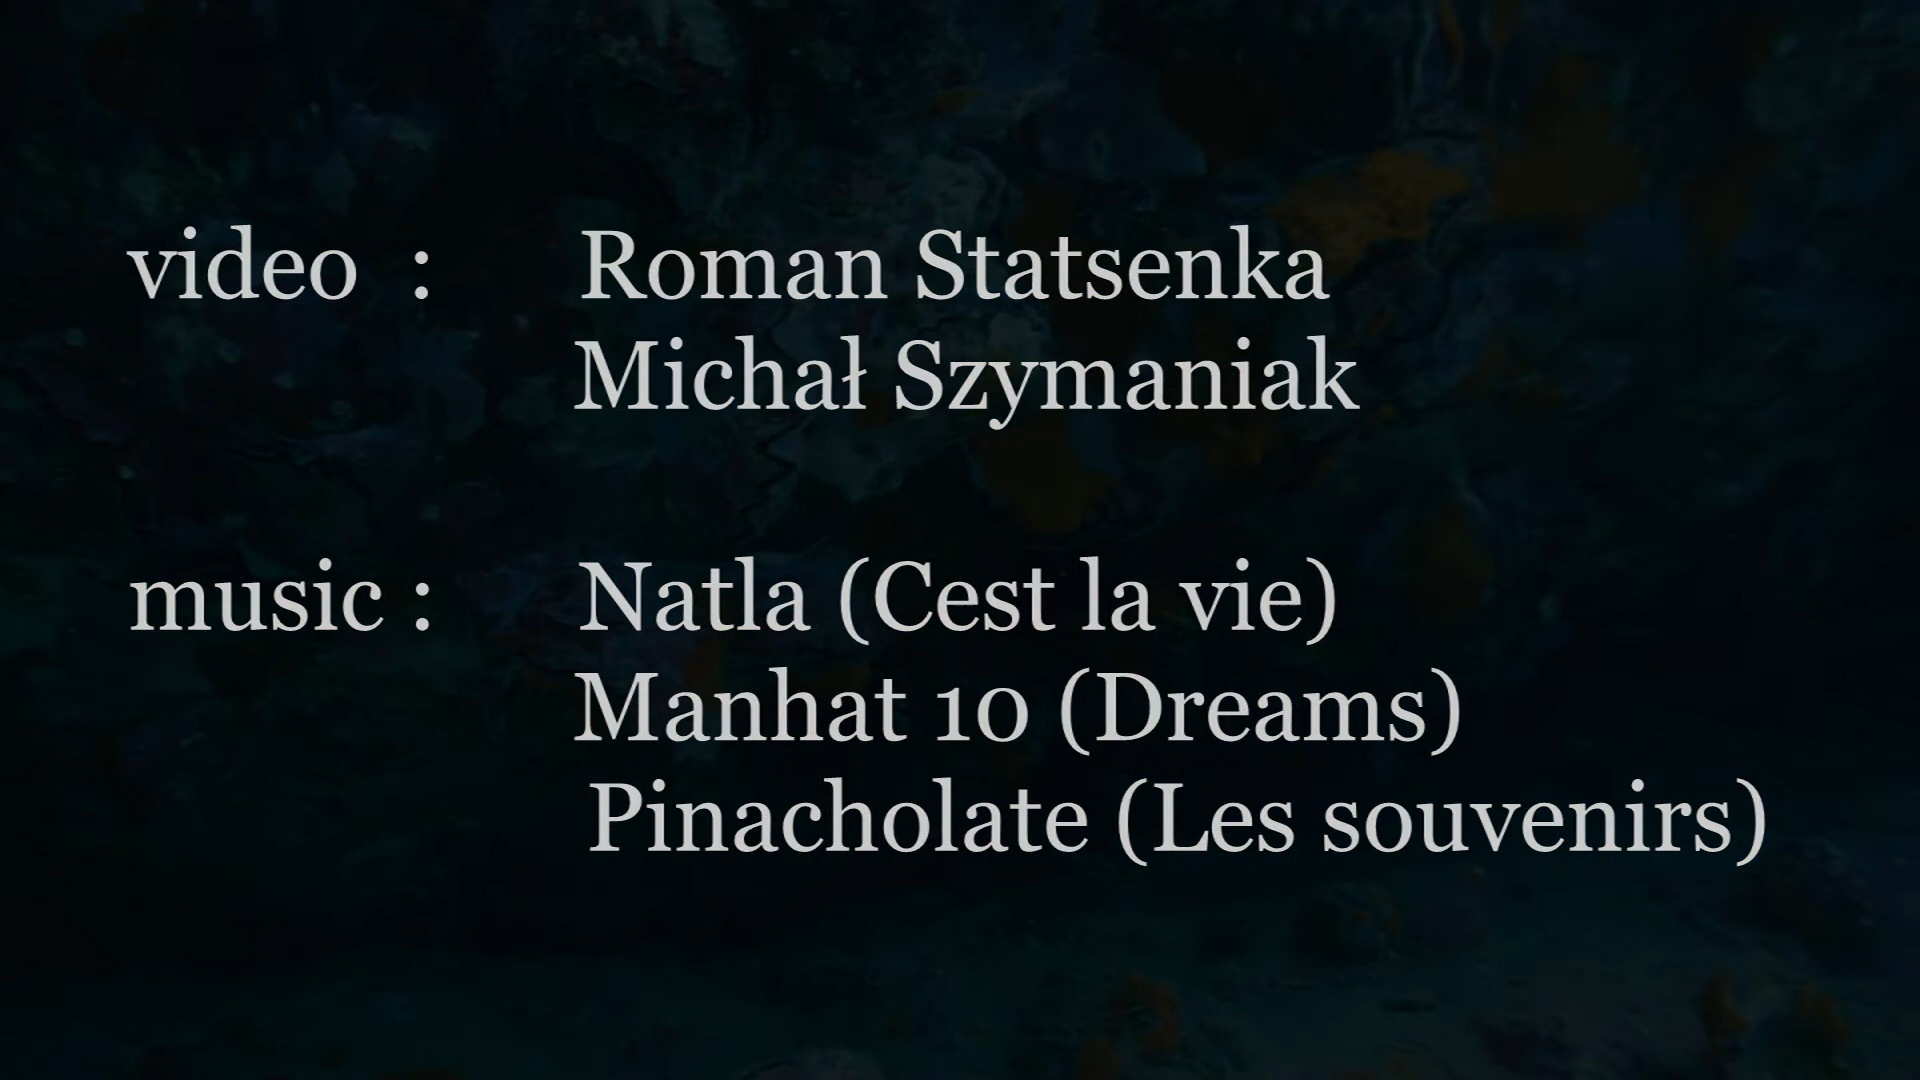 video : Roman Statsenka
Michał Szymaniak
music : Natla (Cest la vie)
Manhat 10 (Dreams)
Pinacholate (Les souvenirs)